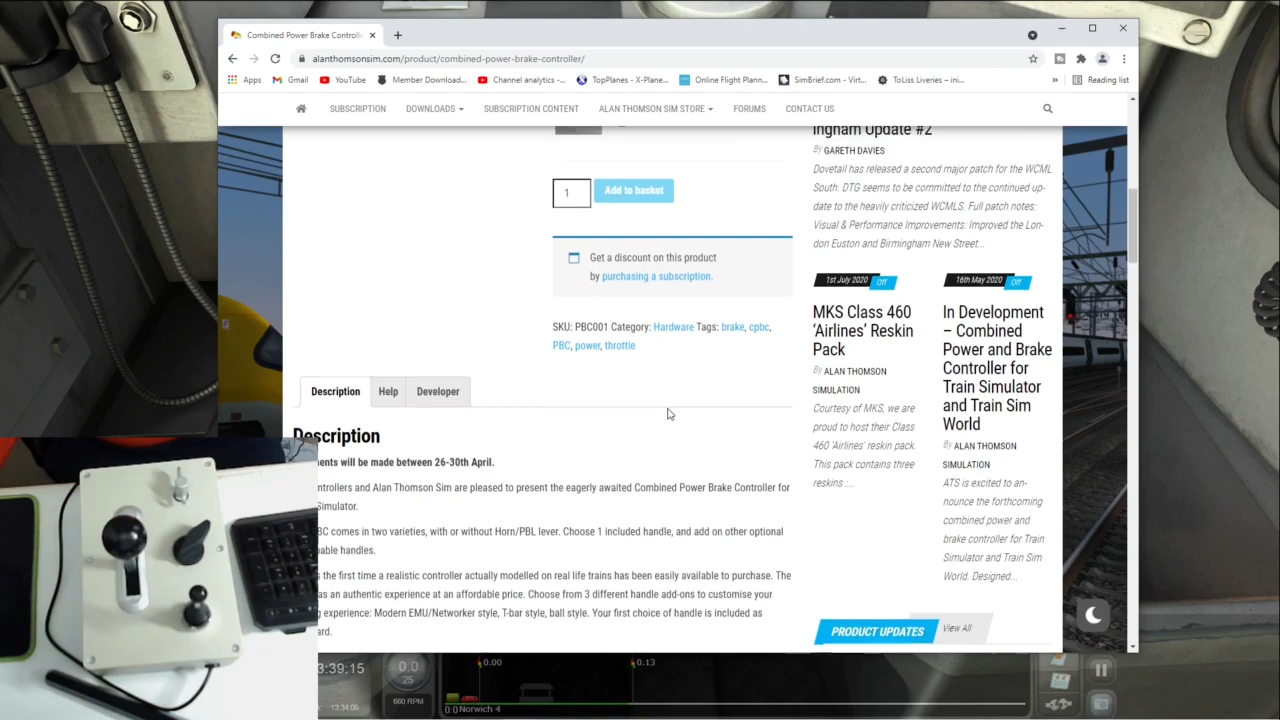 Combined Power Brake Controlle
alanthomsonsim.com/product/combined-power-brake-controller/
Apps Gmail YouTube Member Download... Channel analytics -... TopPlanes - X-Plane... Online Flight Plann... SimBrief.com - Virt... ToLiss Liveries – ini... » Reading list
SUBSCRIPTION DOWNLOADS SUBSCRIPTION CONTENT ALAN THOMSON SIM STORE FORUMS CONTACT US
1
Add to basket
Get a discount on this product
by purchasing a subscription.
SKU: PBC001 Category: Hardware Tags: brake, cpbc,
PBC, power, throttle
Description Help Developer
Description
ents will be made between 26-30th April.
ntrollers and Alan Thomson Sim are pleased to present the eagerly awaited Combined Power Brake Controller for
Simulator.
BC comes in two varieties, with or without Horn/PBL lever. Choose 1 included handle, and add on other optional
able handles.
s the first time a realistic controller actually modelled on real life trains has been easily available to purchase. The
as an authentic experience at an affordable price. Choose from 3 different handle add-ons to customise your
g experience: Modern EMU/Networker style, T-bar style, ball style. Your first choice of handle is included as
ard.
Ingham Update #2
By GARETH DAVIES
Dovetail has released a second major patch for the WCML
South. DTG seems to be committed to the continued up-
date to the heavily criticized WCMLS. Full patch notes:
Visual & Performance Improvements: Improved the Lon-
don Euston and Birmingham New Street...
1st July 2020 Off
MKS Class 460
‘Airlines’ Reskin
Pack
By ALAN THOMSON
SIMULATION
Courtesy of MKS, we are
proud to host their Class
460 'Airlines' reskin pack.
This pack contains three
reskins :...
16th May 2020 Off
In Development
– Combined
Power and Brake
Controller for
Train Simulator
and Train Sim
World
By ALAN THOMSON
SIMULATION
ATS is excited to an-
nounce the forthcoming
combined power and
brake controller for Train
Simulator and Train Sim
World. Designed...
PRODUCT UPDATES View All
3:39:15
13:34:00
0.0
25
660 RPM
0.00
0.13
Norwich 4